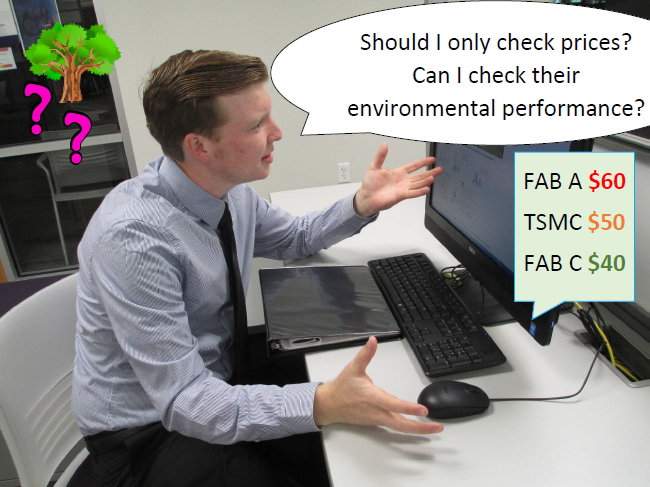 Should I only check prices?
Can I check their
environmental performance?
?
?
FAB A $60
TSMC $50
FAB C $40